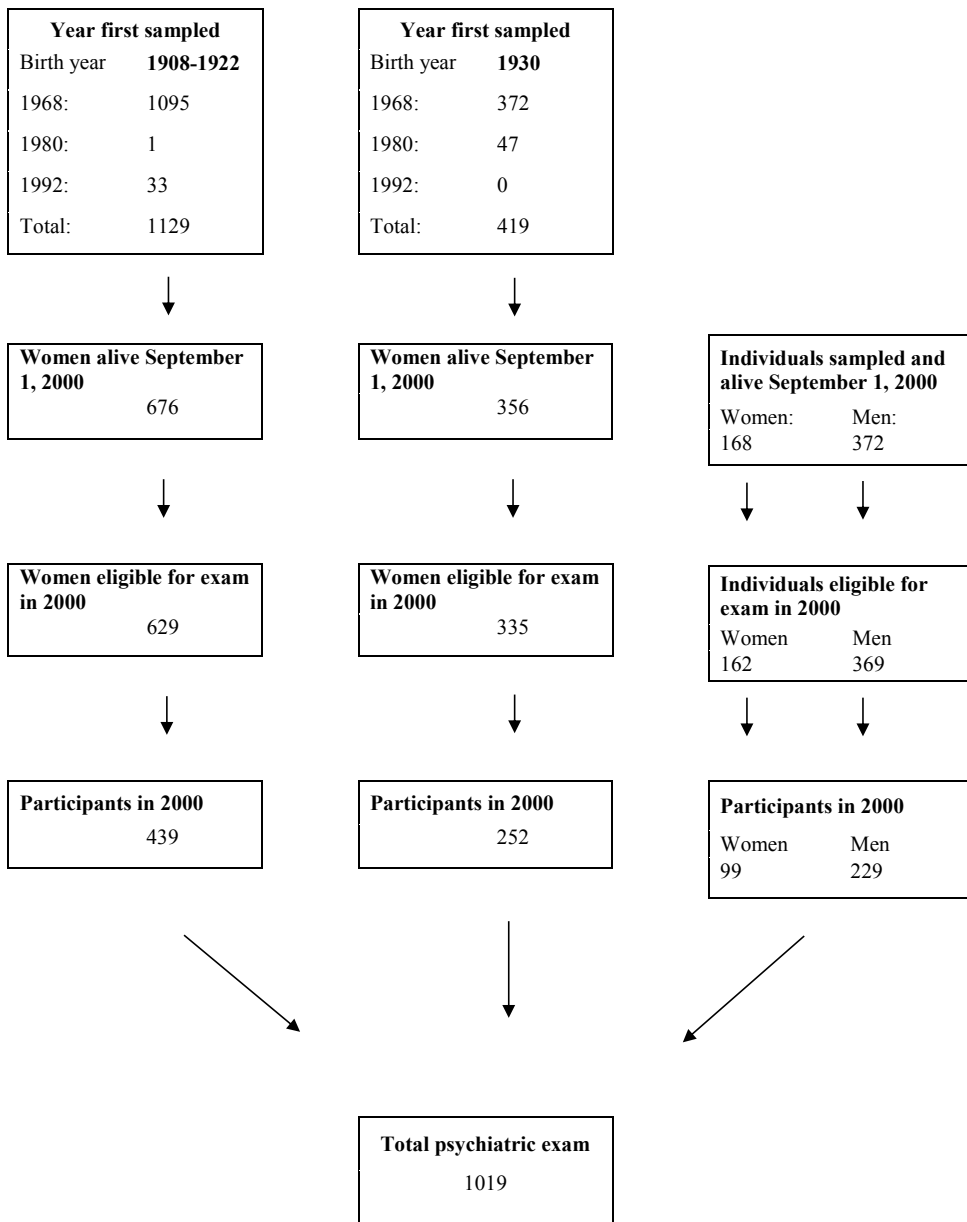 Year first sampled
Birth year 1908-1922
1968: 1095
1980: 1
1992: 33
Total: 1129
Year first sampled
Birth year 1930
1968: 372
1980: 47
1992: 0
Total: 419
Women alive September
1, 2000
676
Women alive September
1, 2000
356
Individuals sampled and
alive September 1, 2000
Women: Men:
168 372
Women eligible for exam
in 2000
629
Women eligible for exam
in 2000
335
Individuals eligible for
exam in 2000
Women Men
162 369
Participants in 2000
439
Participants in 2000
252
Participants in 2000
Women Men
99 229
Total psychiatric exam
1019